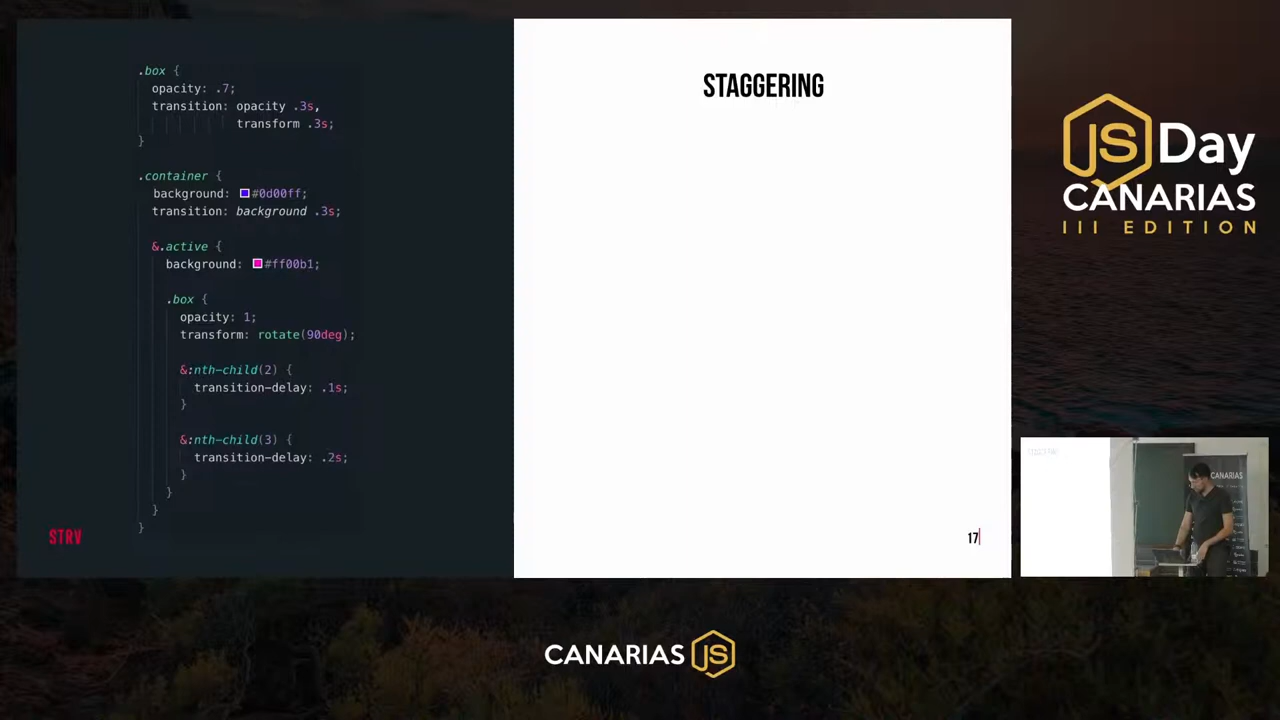 .box {
opacity: .7;
transition: opacity .3s,
transform .3s;
}
.container {
background: #0d00ff;
transition: background .3s;
&.active {
background: #ff00b1;
.box {
opacity: 1;
transform: rotate(90deg);
&:nth-child(2) {
transition-delay: .1s;
}
&:nth-child(3) {
transition-delay: .2s;
}
}
}
}
STRV
STAGGERING
17
JS Day
CANARIAS
III EDITION
CANARIAS
CANARIAS JS